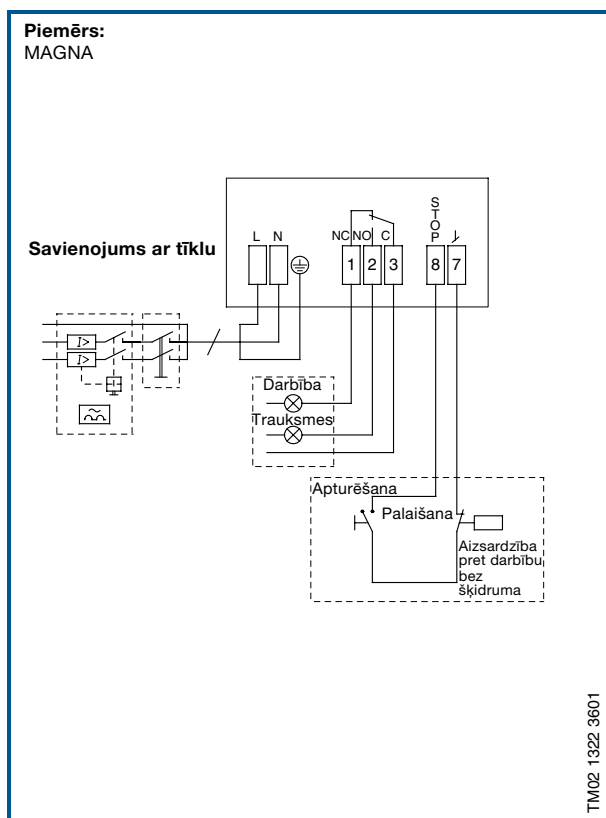 Piemērs:
MAGNA
Savienojums ar tīklu
L N
NC NO C
STOP
1 2 3
8 7
I>
I>
Darbība
Trauksmes
Apturēšana
Palaišana
Aizsardzība
pret darbību
bez
šķidruma
TM02 1322 3601